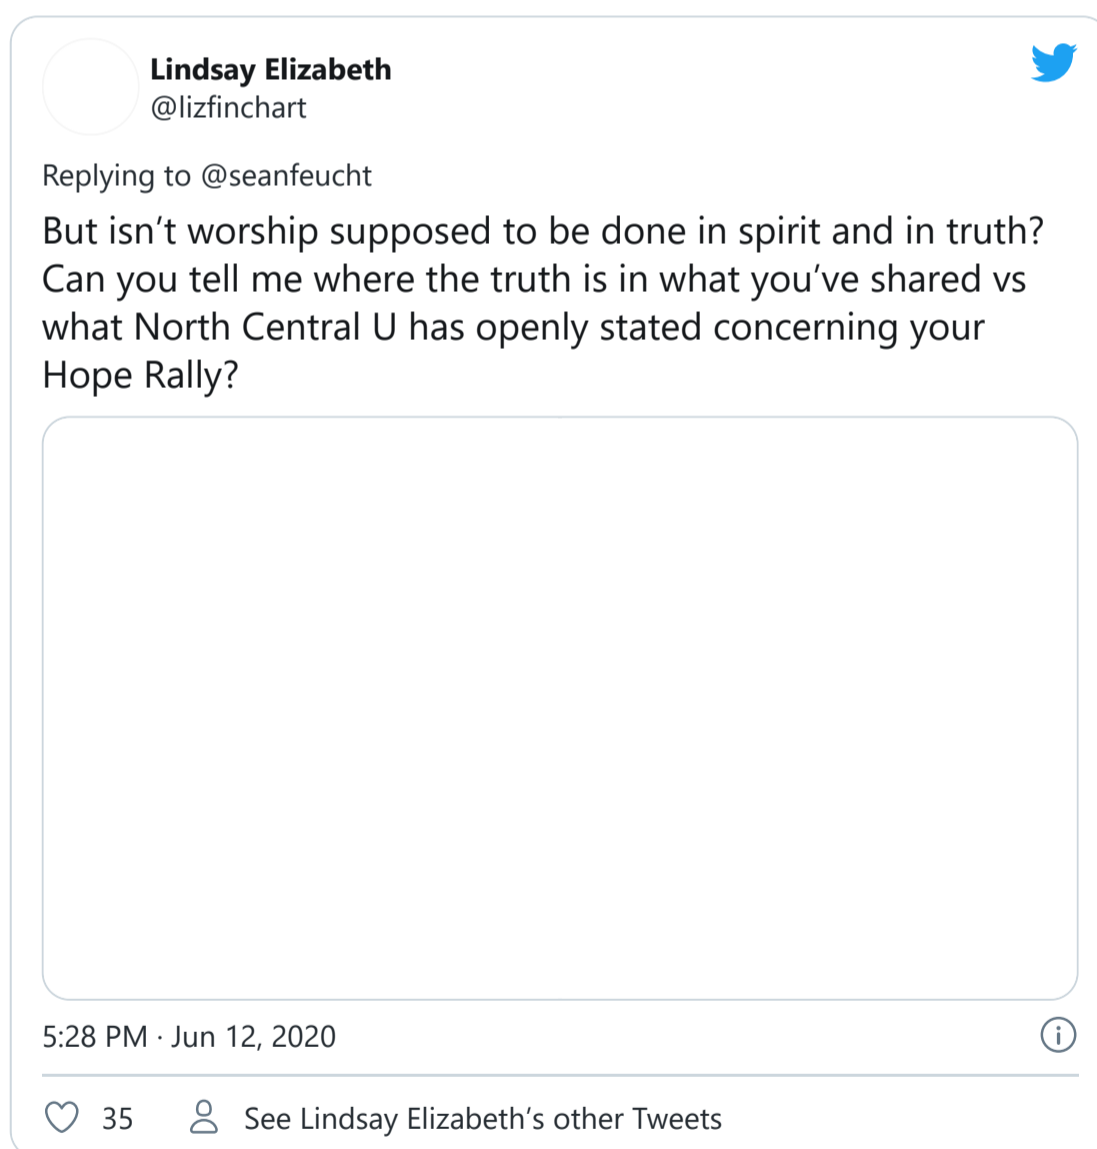 Lindsay Elizabeth
@lizfinchart
Replying to @seanfeucht
But isn’t worship supposed to be done in spirit and in truth?
Can you tell me where the truth is in what you’ve shared vs
what North Central U has openly stated concerning your
Hope Rally?
5:28 PM · Jun 12, 2020
35 See Lindsay Elizabeth’s other Tweets